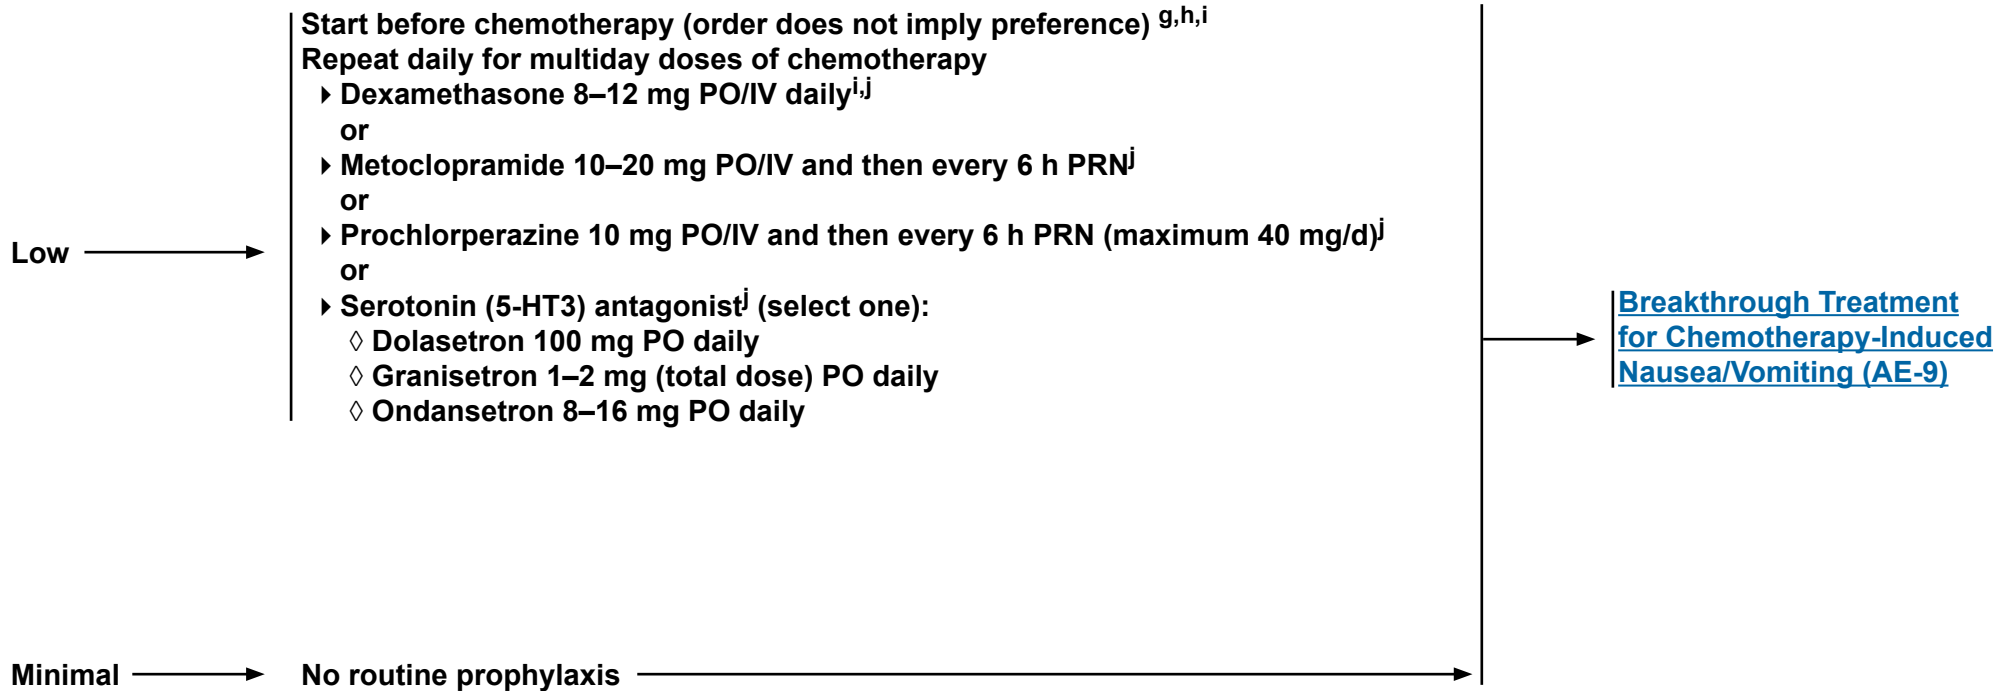 Start before chemotherapy (order does not imply preference) g,h,i
Repeat daily for multiday doses of chemotherapy
▸ Dexamethasone 8–12 mg PO/IV daily i,j
or
▸ Metoclopramide 10–20 mg PO/IV and then every 6 h PRN j
or
▸ Prochlorperazine 10 mg PO/IV and then every 6 h PRN (maximum 40 mg/d) j
Low
or
▸ Serotonin (5-HT3) antagonist j (select one):
◊ Dolasetron 100 mg PO daily
◊ Granisetron 1–2 mg (total dose) PO daily
◊ Ondansetron 8–16 mg PO daily
Breakthrough Treatment
for Chemotherapy-Induced
Nausea/Vomiting (AE-9)
Minimal
No routine prophylaxis